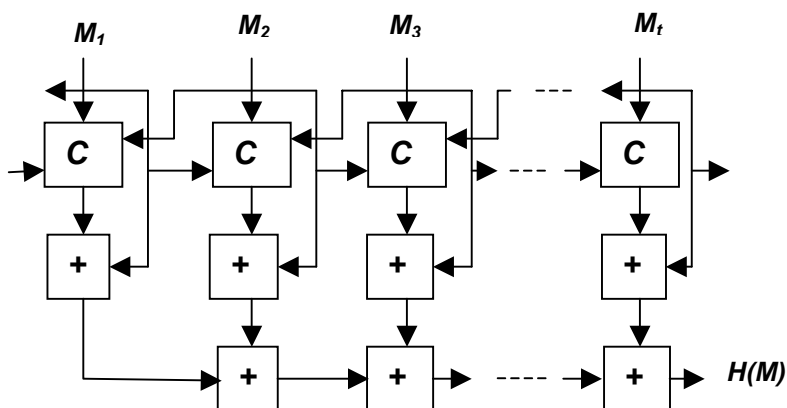 M₁ M₂ M₃ Mₜ
C C C C
+ + + +
+ + + H(M)